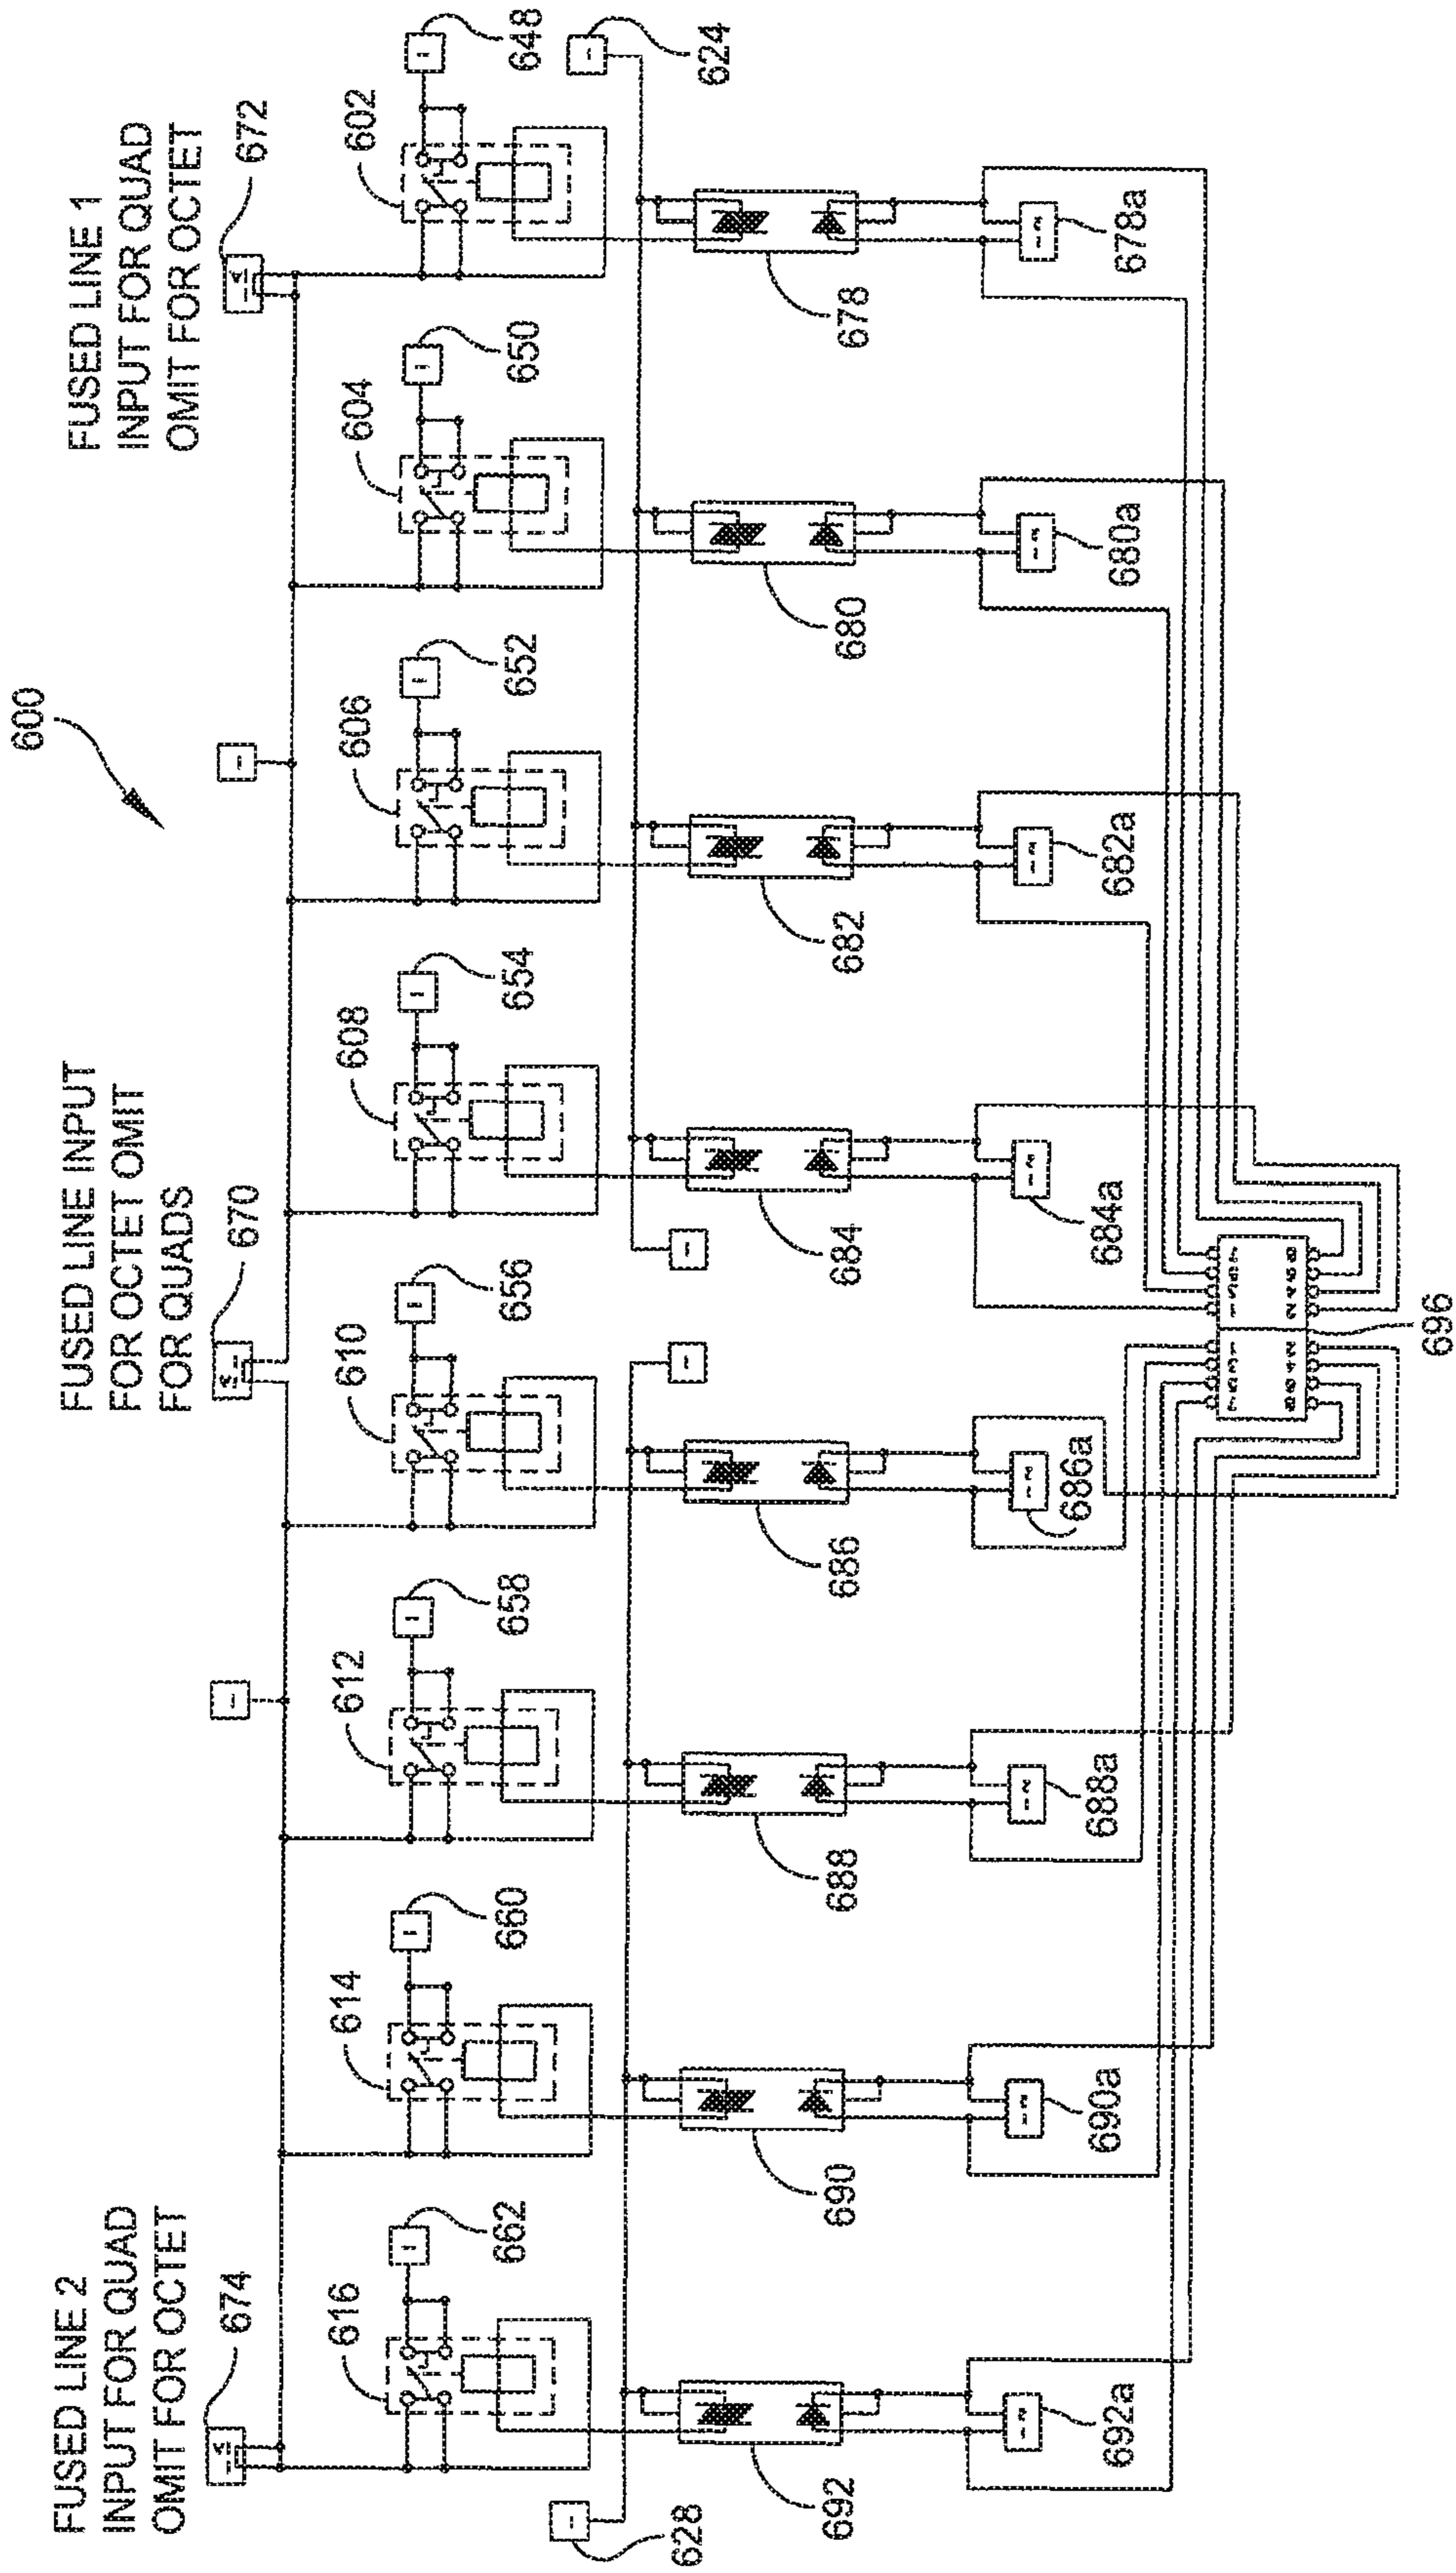 600
FUSED LINE 2
INPUT FOR QUAD
OMIT FOR OCTET
674
FUSED LINE INPUT
FOR OCTET OMIT
FOR QUADS
670
FUSED LINE 1
INPUT FOR QUAD
OMIT FOR OCTET
672
616
614
612
610
608
606
604
602
662
660
658
656
654
652
650
648
628
624
692
690
688
686
684
682
680
678
692a
690a
688a
686a
684a
682a
680a
678a
696